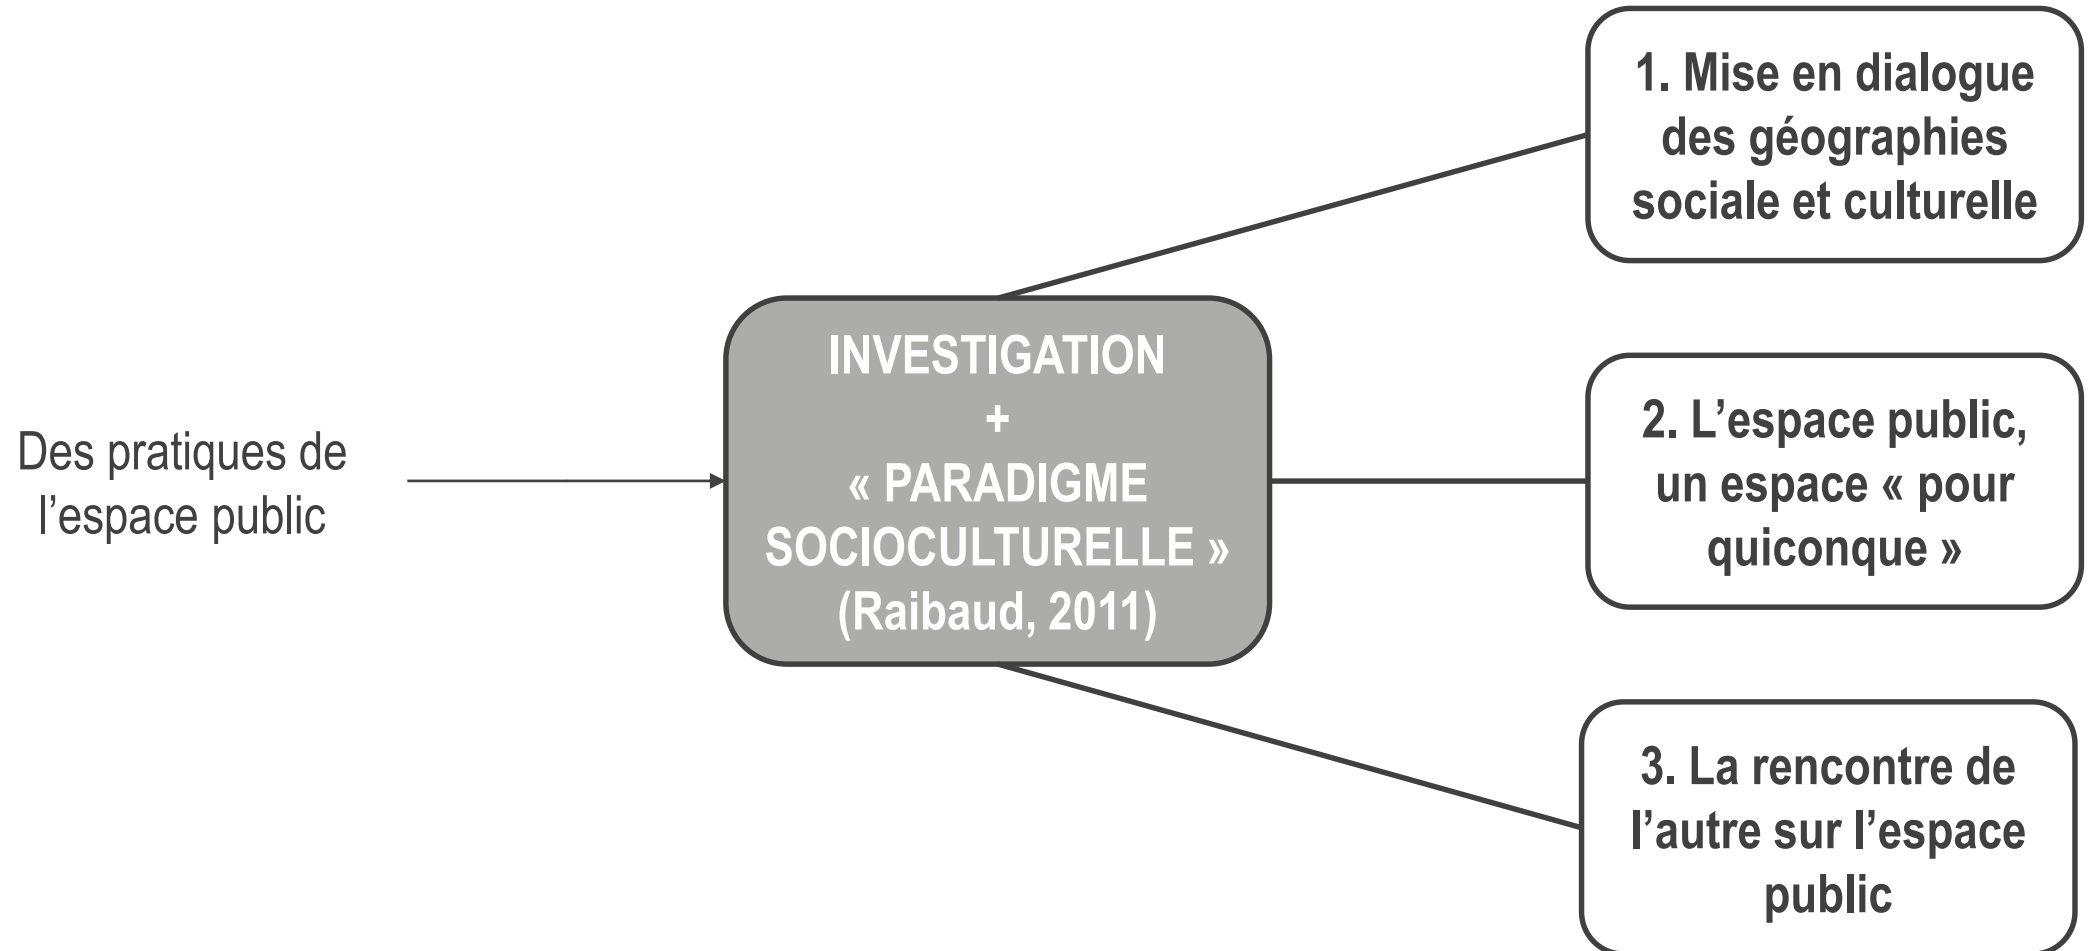 Des pratiques de
l’espace public
INVESTIGATION
+
« PARADIGME
SOCIOCULTURELLE »
(Raibaud, 2011)
1. Mise en dialogue
des géographies
sociale et culturelle
2. L’espace public,
un espace « pour
quiconque »
3. La rencontre de
l’autre sur l’espace
public